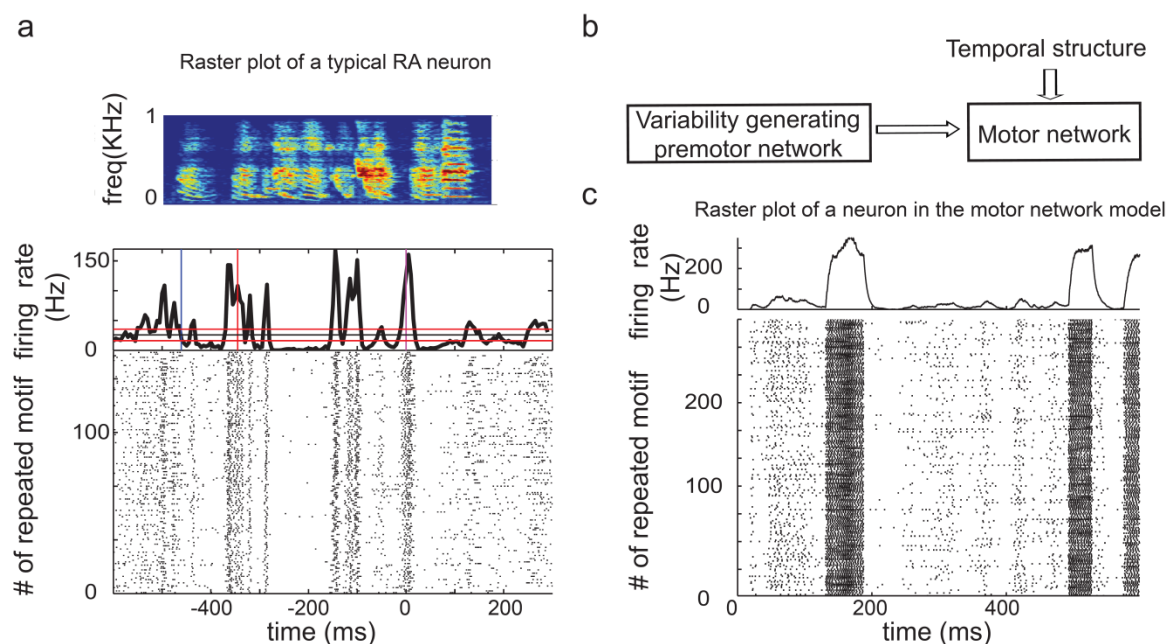 a
Raster plot of a typical RA neuron
1
freq(KHz)
0
150
firing rate
(Hz)
0
100
# of repeated motif
0
-400
-200
0
200
time (ms)
b
Temporal structure
Variability generating
premotor network
Motor network
c
Raster plot of a neuron in the motor network model
200
firing rate
(Hz)
0
200
100
# of repeated motif
0
0
200
400
time (ms)